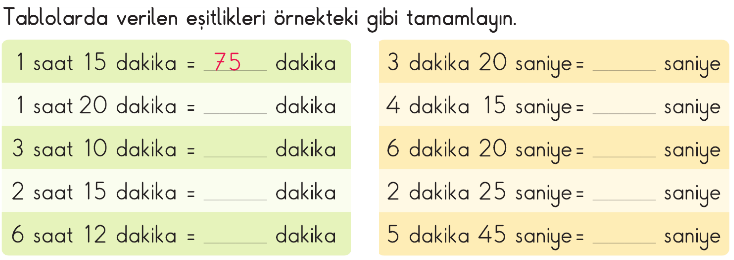 Tablolarda verilen eşitlikleri örnekteki gibi tamamlayın.
1 saat 15 dakika = 75 dakika
1 saat 20 dakika = ______ dakika
3 saat 10 dakika = ______ dakika
2 saat 15 dakika = ______ dakika
6 saat 12 dakika = ______ dakika
3 dakika 20 saniye = ______ saniye
4 dakika 15 saniye = ______ saniye
6 dakika 20 saniye = ______ saniye
2 dakika 25 saniye = ______ saniye
5 dakika 45 saniye = ______ saniye